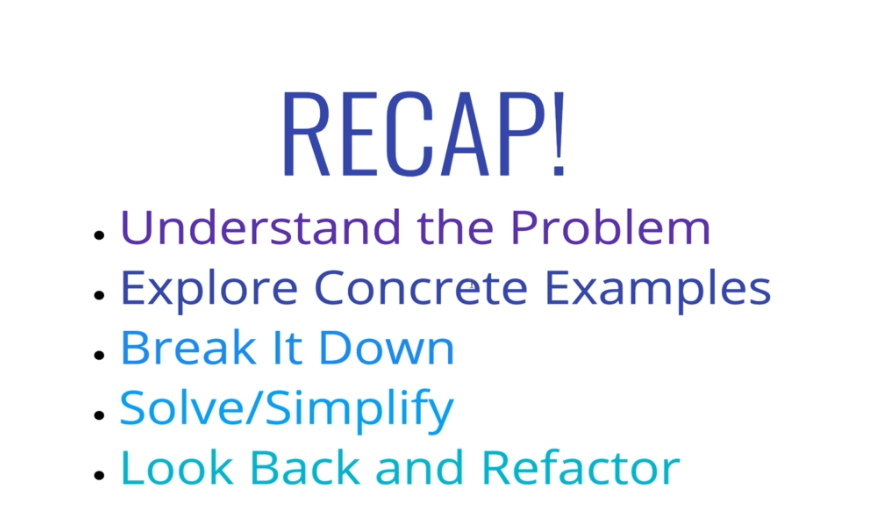 RECAP!
• Understand the Problem
• Explore Concrete Examples
• Break It Down
• Solve/Simplify
• Look Back and Refactor